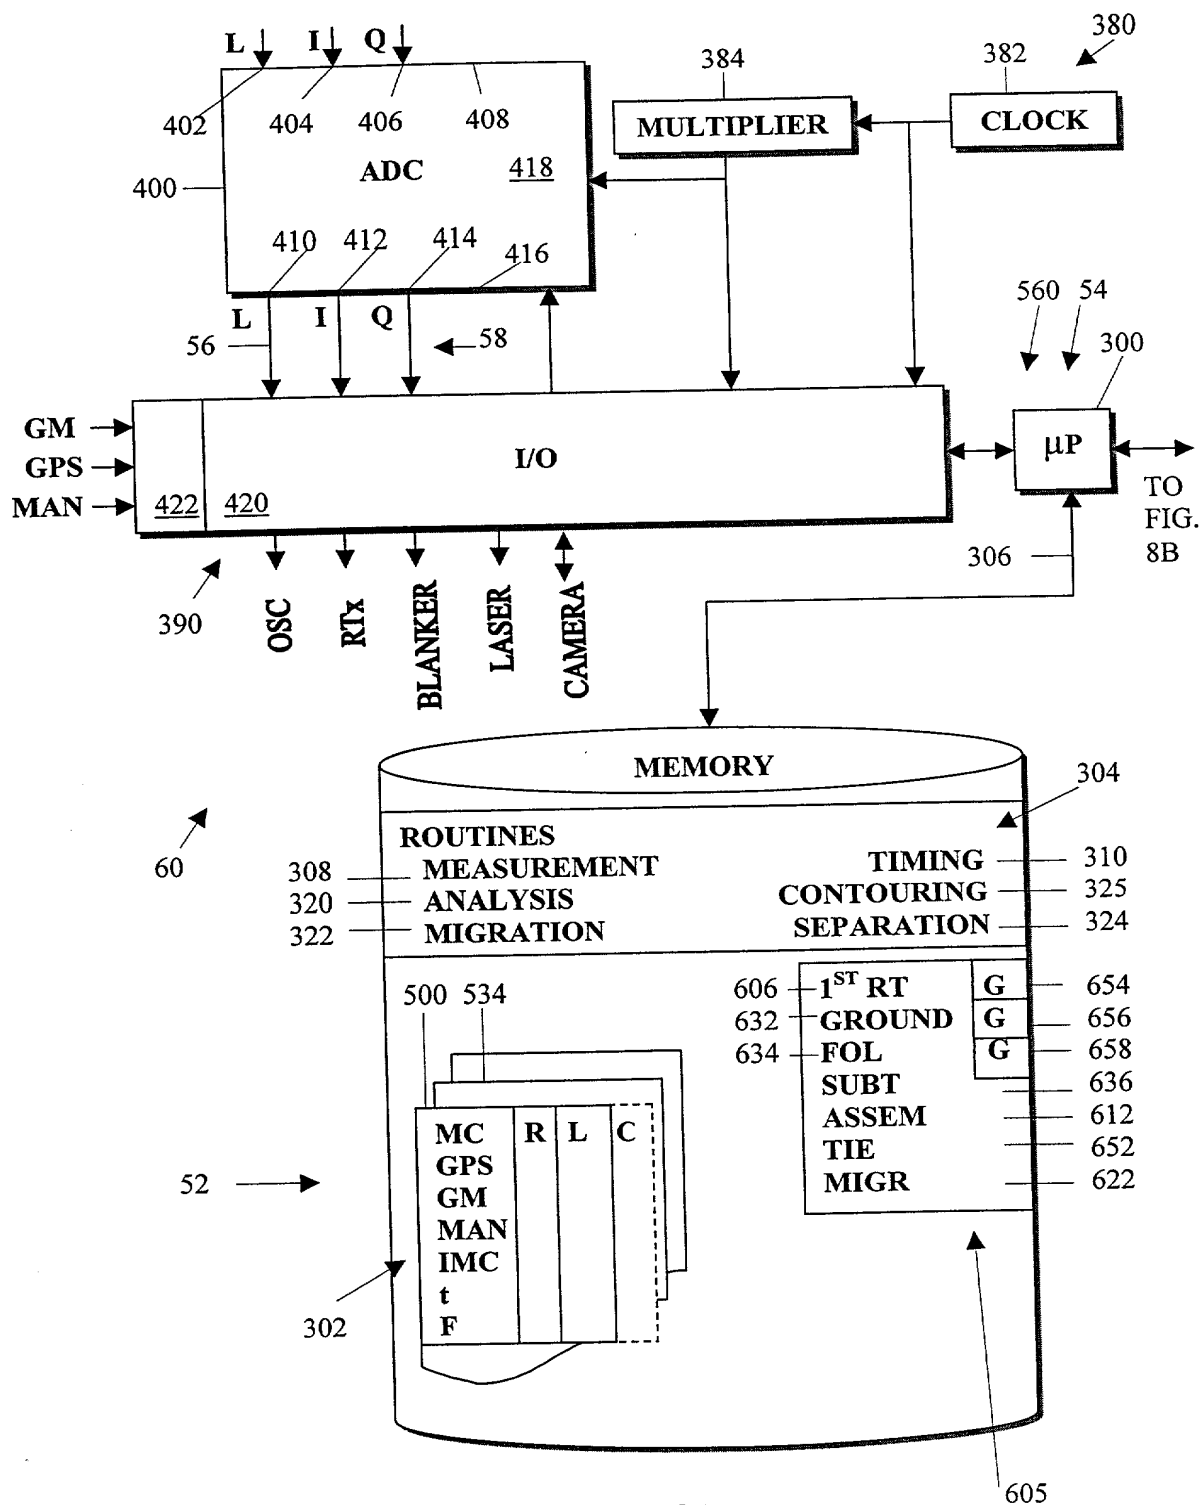 L I Q
380
384
382
402 404 406 408
MULTIPLIER
CLOCK
ADC
418
400
410 412 414 416
L I Q
56
58
560 54
300
GM
GPS
MAN
422 420
I/O
µP
TO
FIG.
8B
306
390
OSC
RTx
BLANKER
LASER
CAMERA
MEMORY
304
60
ROUTINES
308 MEASUREMENT
TIMING 310
320 ANALYSIS
CONTOURING 325
322 MIGRATION
SEPARATION 324
500 534
606 1ST RT G 654
632 GROUND G 656
634 FOL G 658
SUBT 636
ASSEM 612
TIE 652
MIGR 622
MC R L C
GPS
GM
MAN
IMC
t
F
52
302
605